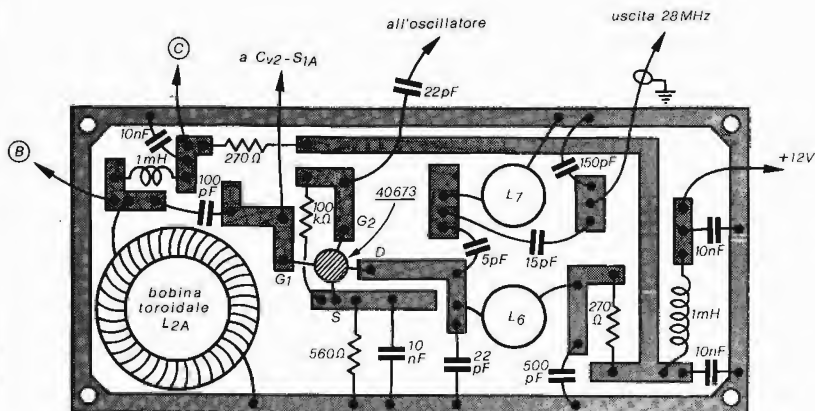 all'oscillatore
uscita 28MHz
C
a Cv2-S1A
22pF
10nF
B
1mH
270Ω
150pF
+12V
100
pF
100
kΩ
40673
L7
G2
D
G1
5pF
15pF
10nF
bobina
toroidale
L2A
S
L6
270
Ω
1mH
560Ω
10
nF
22
pF
500
pF
10nF